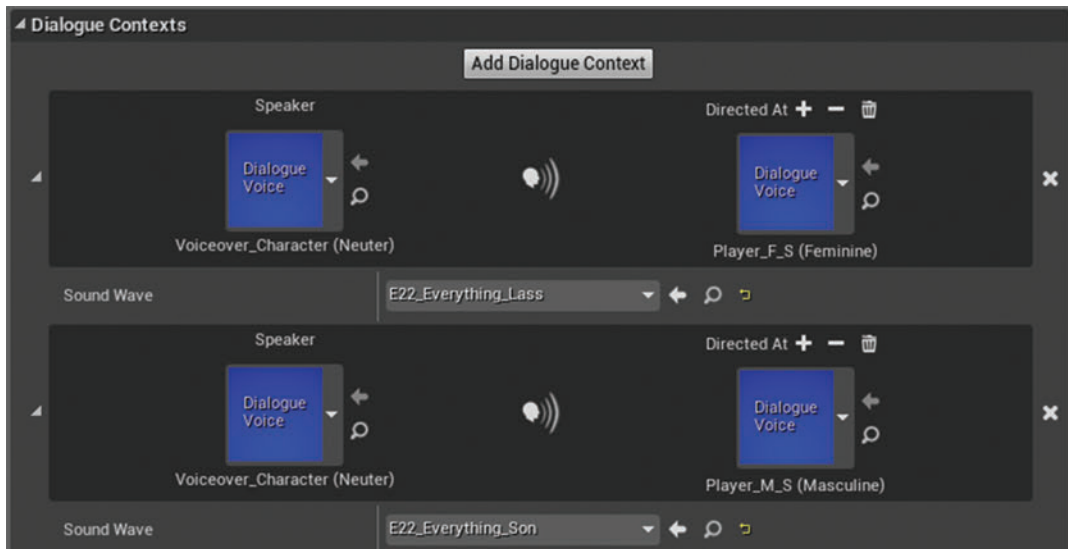 Dialogue Contexts
Add Dialogue Context
Speaker
Directed At
Dialogue
Voice
Dialogue
Voice
Voiceover_Character (Neuter)
Player_F_S (Feminine)
Sound Wave
E22_Everything_Lass
Speaker
Directed At
Dialogue
Voice
Dialogue
Voice
Voiceover_Character (Neuter)
Player_M_S (Masculine)
Sound Wave
E22_Everything_Son